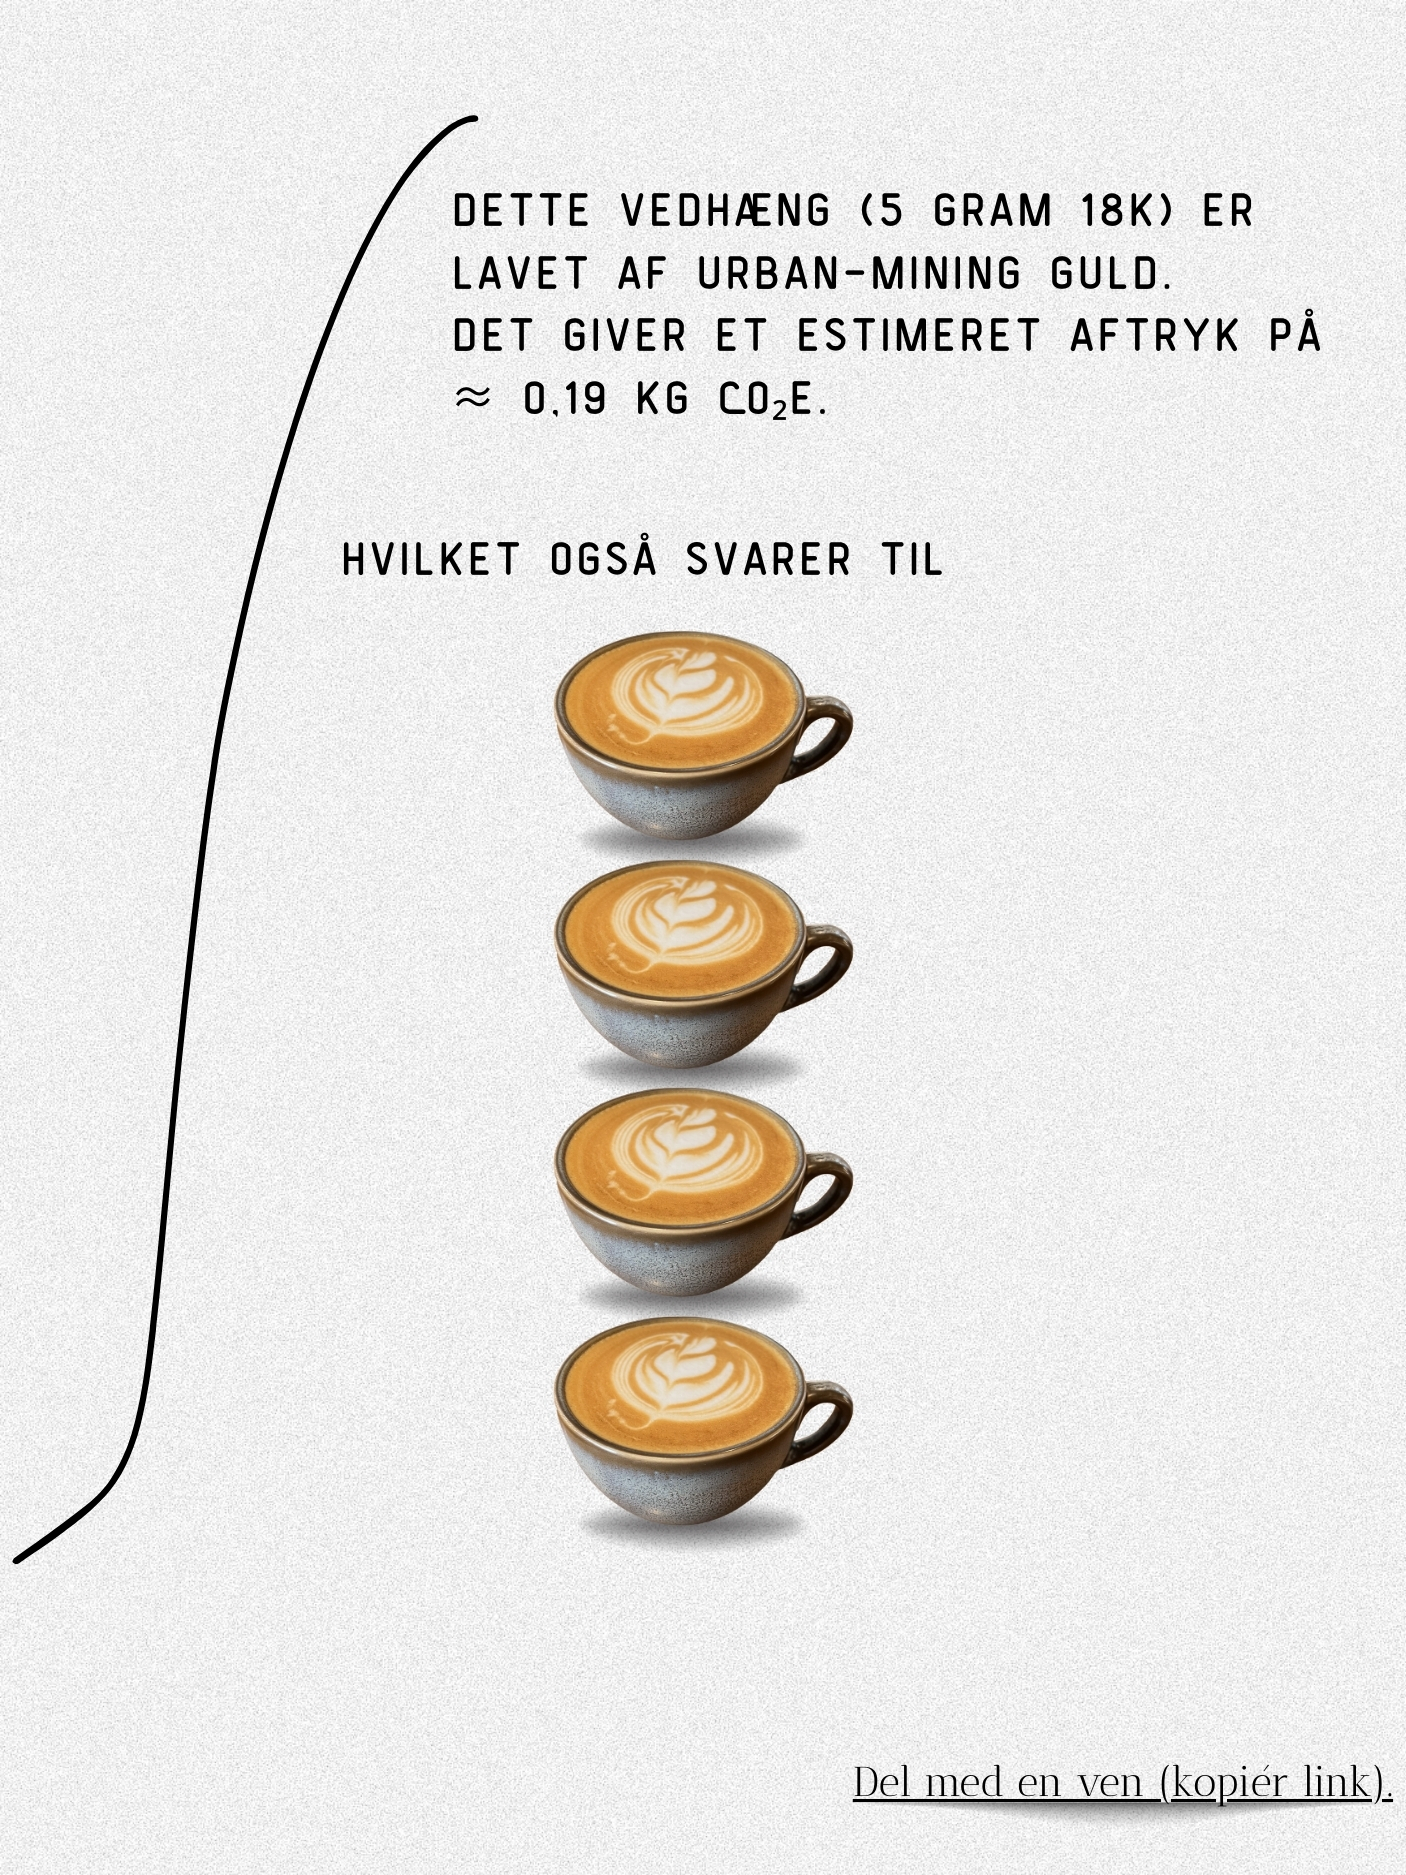 DETTE VEDHÆNG (5 GRAM 18K) ER
LAVET AF URBAN-MINING GULD.
DET GIVER ET ESTIMERET AFTRYK PÅ
≈ 0,19 KG CO₂E.
HVILKET OGSÅ SVARER TIL
Del med en ven (kopiér link).